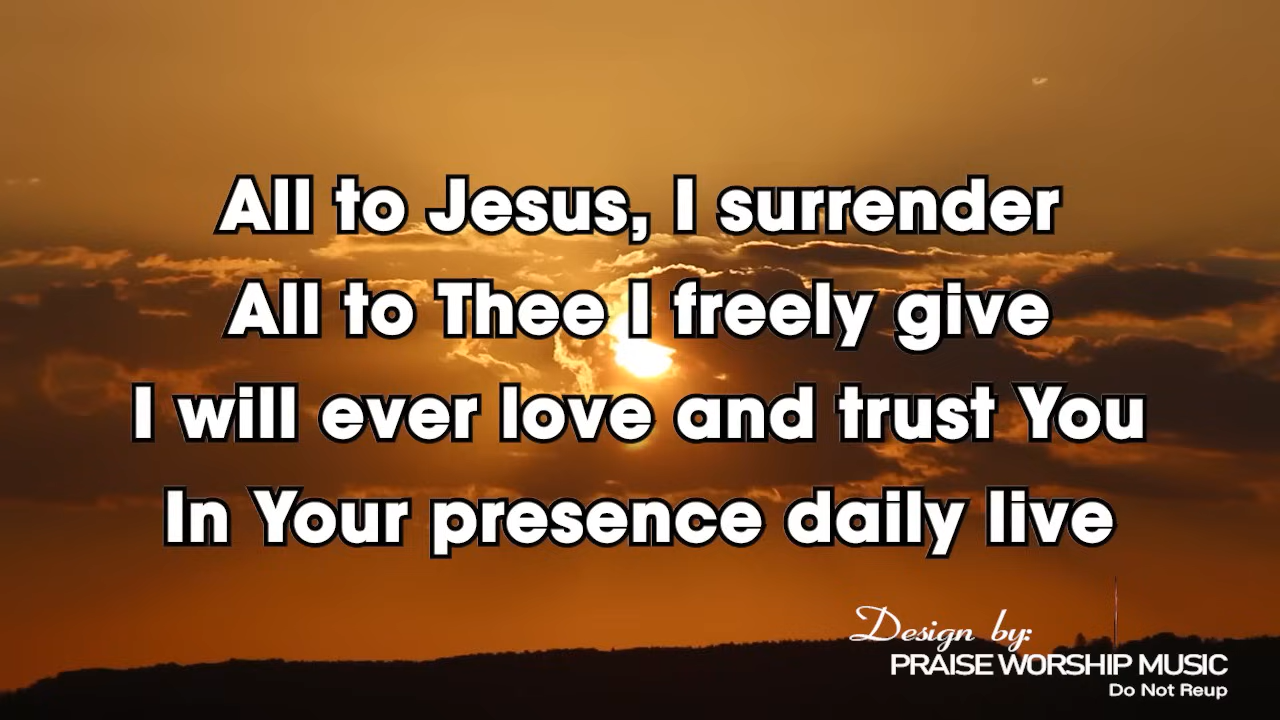 All to Jesus, I surrender
All to Thee I freely give
I will ever love and trust You
In Your presence daily live
Design by:
PRAISE WORSHIP MUSIC
Do Not Reup